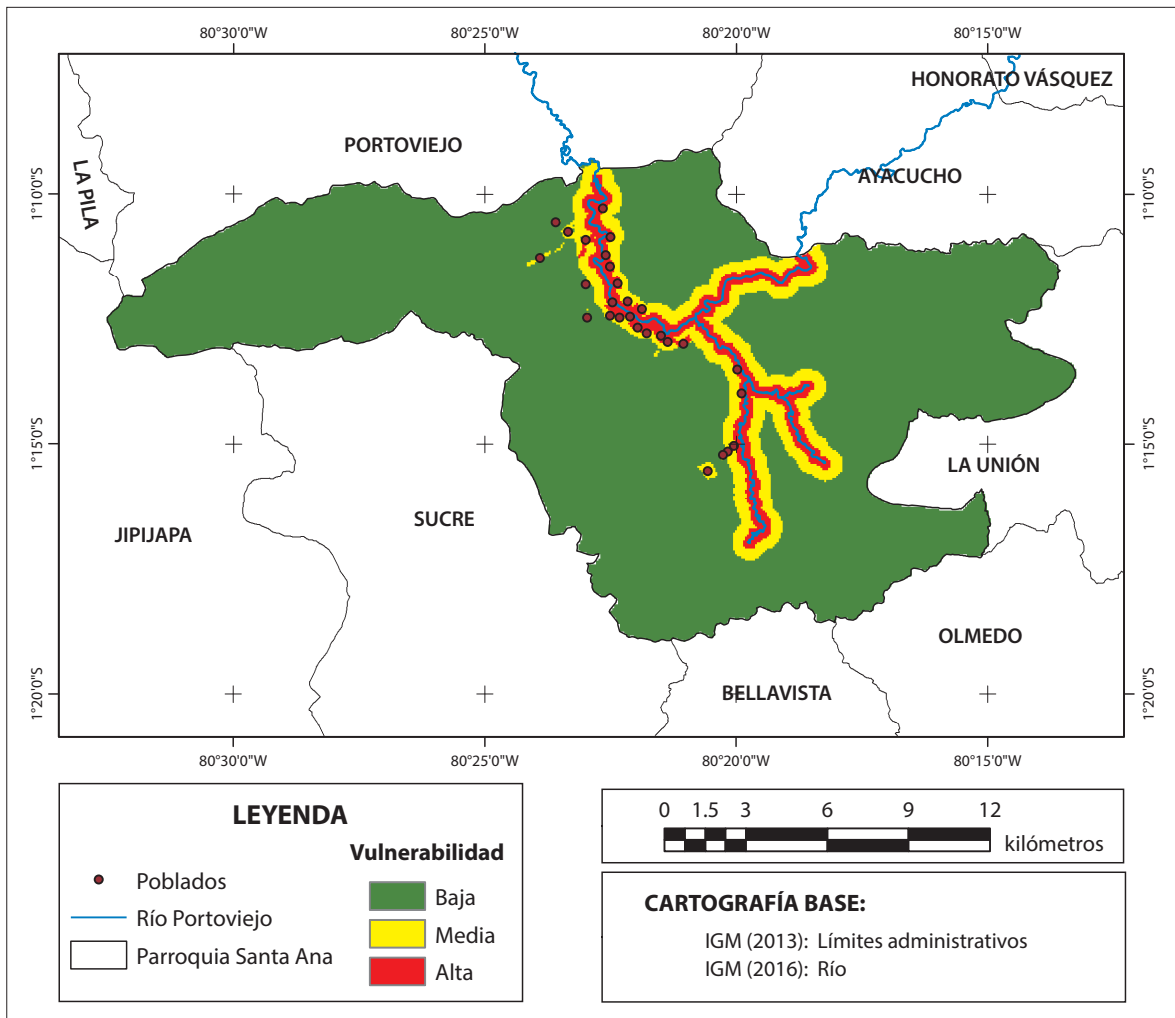 80°30'0"W
80°25'0"W
80°20'0"W
80°15'0"W
HONORATO VÁSQUEZ
PORTOVIEJO
LA PILA
AYACUCHO
1°10'0"S
1°10'0"S
1°15'0"S
1°15'0"S
LA UNIÓN
SUCRE
JIPIJAPA
OLMEDO
BELLAVISTA
1°20'0"S
1°20'0"S
80°30'0"W
80°25'0"W
80°20'0"W
80°15'0"W
LEYENDA
Poblados
Río Portoviejo
Parroquia Santa Ana
Vulnerabilidad
Baja
Media
Alta
0 1.5 3 6 9 12
kilómetros
CARTOGRAFÍA BASE:
IGM (2013): Límites administrativos
IGM (2016): Río